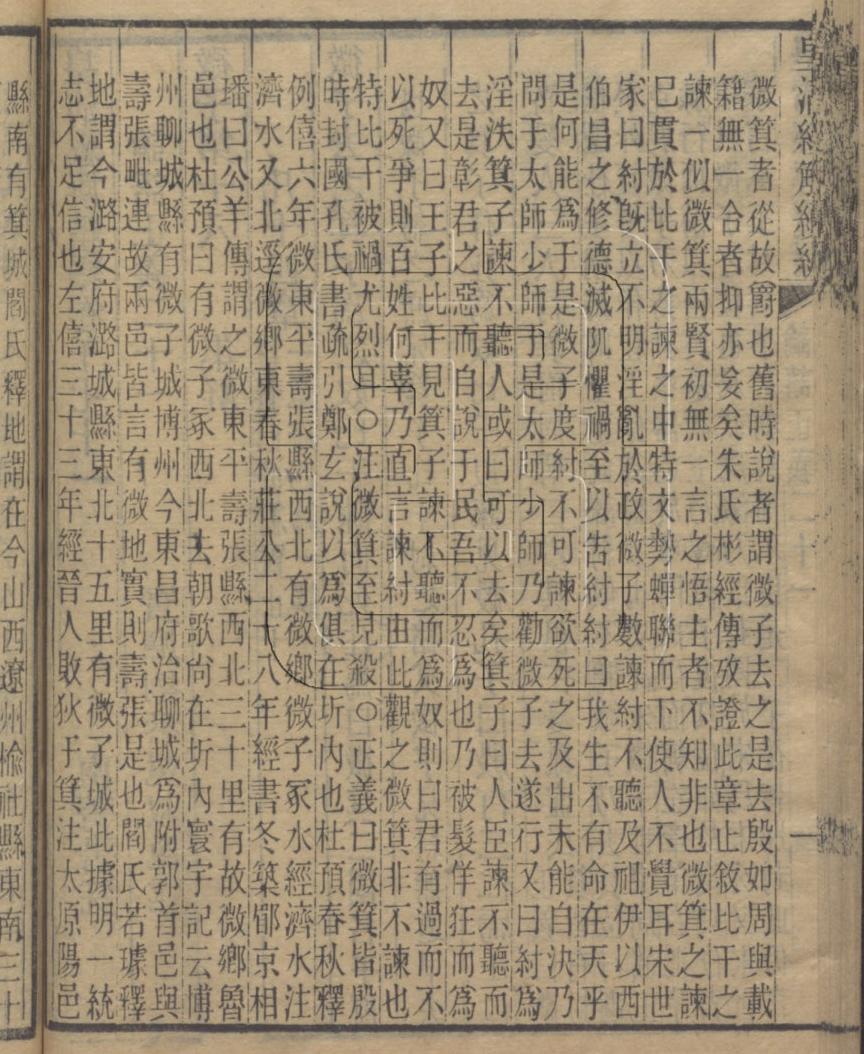 皇清經解續編
微箕者從故爵也舊時說者謂微子去之是去殷如周與載
籍無一合者抑亦妄矣朱氏彬經傳攷證此章止敘比干之
諫一似微箕兩賢初無一言之悟主者不知非也微箕之諫
已貫於比干之諫之中特文勢蟬聯而下使人不覺耳宋世
家曰紂旣立不明淫亂於政微子數諫紂不聽及祖伊以西
伯昌之修德滅阢懼禍至以告紂紂曰我生不有命在天乎
是何能爲于是微子度紂不可諫欲死之及出未能自決乃
問于太師少師于是太師少師乃勸微子去遂行又曰紂爲
淫泆箕子諫不聽人或曰可以去矣箕子曰人臣諫不聽而
去是彰君之惡而自說于民吾不忍爲也乃被髮佯狂而爲
奴又曰王子比干見箕子諫不聽而爲奴則曰君有過而不
以死爭則百姓何辜乃直言諫紂由此觀之微箕非不諫也
特比干被禍尤烈耳○注微箕至見殺○正義曰微箕皆殷
時封國孔氏書疏引鄭玄說以爲俱在圻內也杜預春秋釋
例僖六年微東平壽張縣西北有微鄉微子冢水經濟水注
濟水又北逕微鄉東春秋莊公二十八年經書冬築郿京相
璠曰公羊傳謂之微東平壽張縣西北三十里有故微鄉魯
邑也杜預曰有微子冢西北去朝歌尚在圻內寰宇記云博
州聊城縣有微子城博州今東昌府治聊城爲附郭首邑與
壽張毗連故兩邑皆言有微地實則壽張是也閻氏若璩釋
地謂今潞安府潞城縣東北十五里有微子城此據明一統
志不足信也左僖三十三年經晉人敗狄于箕注太原陽邑
縣南有箕城閻氏釋地謂在今山西遼州榆社縣東南三十